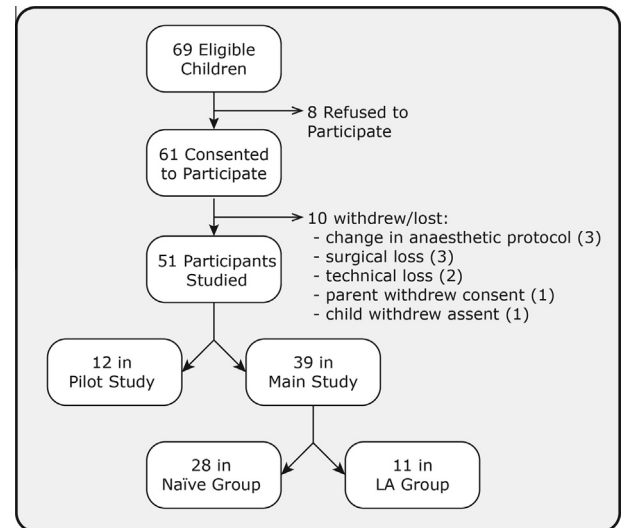 69 Eligible
Children
8 Refused to
Participate
61 Consented
to Participate
10 withdrew/lost:
- change in anaesthetic protocol (3)
- surgical loss (3)
- technical loss (2)
- parent withdrew consent (1)
- child withdrew assent (1)
51 Participants
Studied
12 in
Pilot Study
39 in
Main Study
28 in
Naïve Group
11 in
LA Group